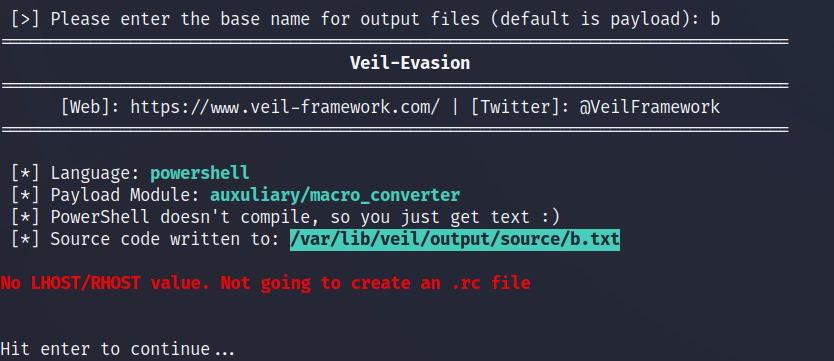 [>] Please enter the base name for output files (default is payload): b
===============================================================================
Veil-Evasion
===============================================================================
[Web]: https://www.veil-framework.com/ | [Twitter]: @VeilFramework
===============================================================================
[*] Language: powershell
[*] Payload Module: auxuliary/macro_converter
[*] PowerShell doesn't compile, so you just get text :)
[*] Source code written to: /var/lib/veil/output/source/b.txt
No LHOST/RHOST value. Not going to create an .rc file
Hit enter to continue...